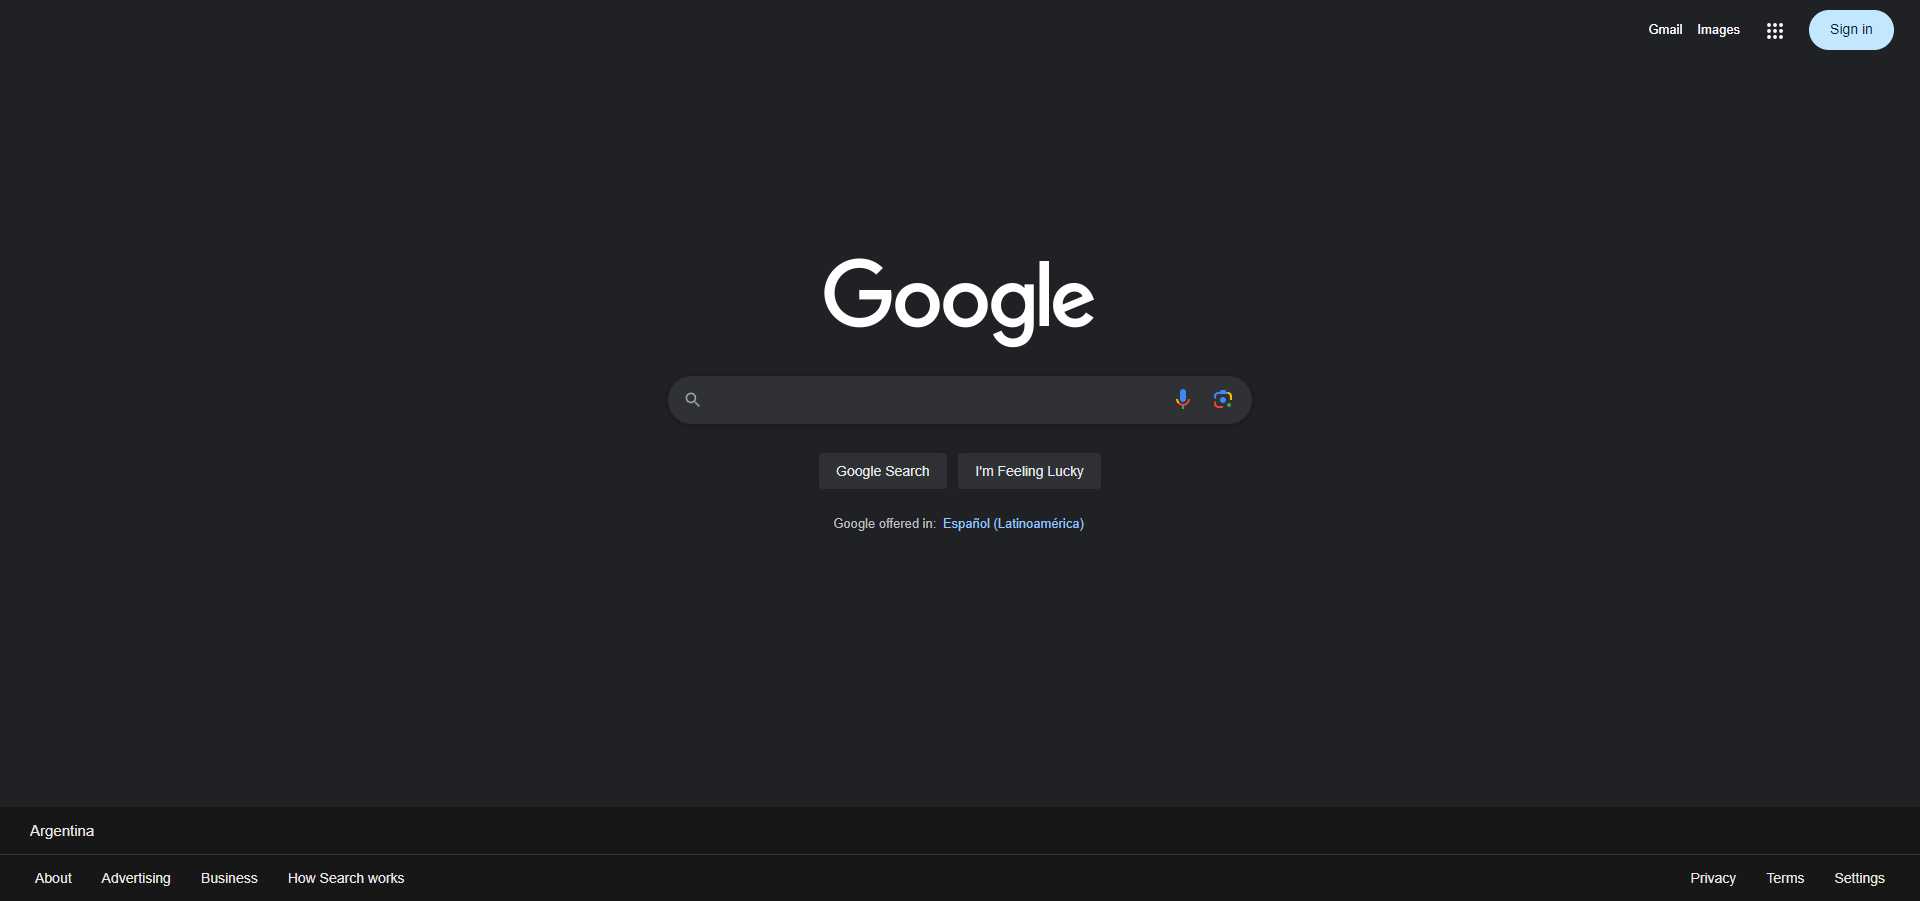 Gmail Images Sign in
Google
Google Search I'm Feeling Lucky
Google offered in: Español (Latinoamérica)
Argentina
About Advertising Business How Search works Privacy Terms Settings